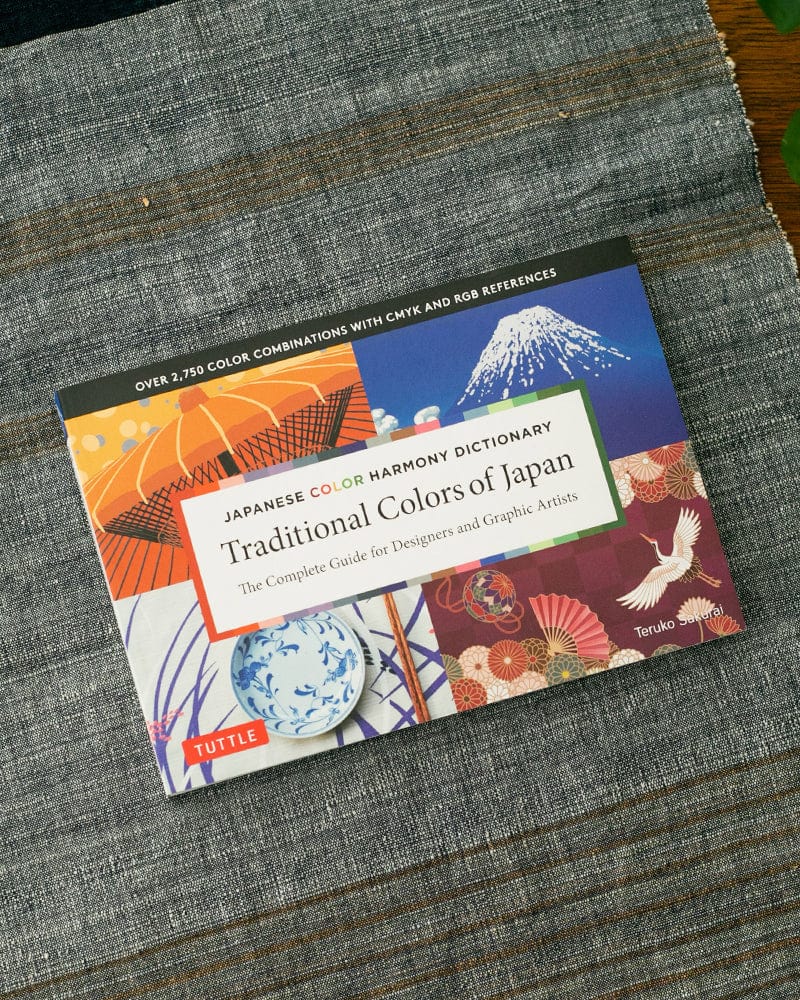 OVER 2,750 COLOR COMBINATIONS WITH CMYK AND RGB REFERENCES
JAPANESE COLOR HARMONY DICTIONARY
Traditional Colors of Japan
The Complete Guide for Designers and Graphic Artists
Teruko Sakurai
TUTTLE